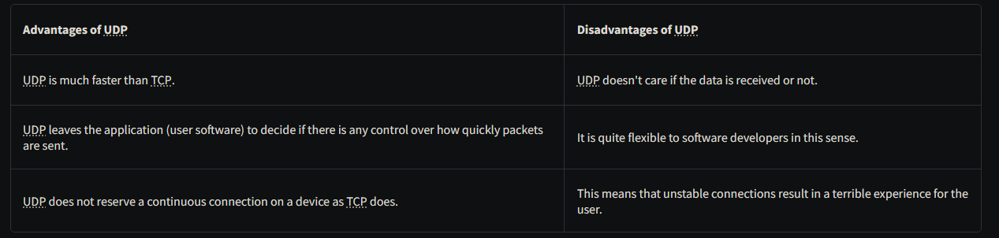 Advantages of UDP
Disadvantages of UDP
UDP is much faster than TCP.
UDP doesn't care if the data is received or not.
UDP leaves the application (user software) to decide if there is any control over how quickly packets
are sent.
It is quite flexible to software developers in this sense.
UDP does not reserve a continuous connection on a device as TCP does.
This means that unstable connections result in a terrible experience for the
user.